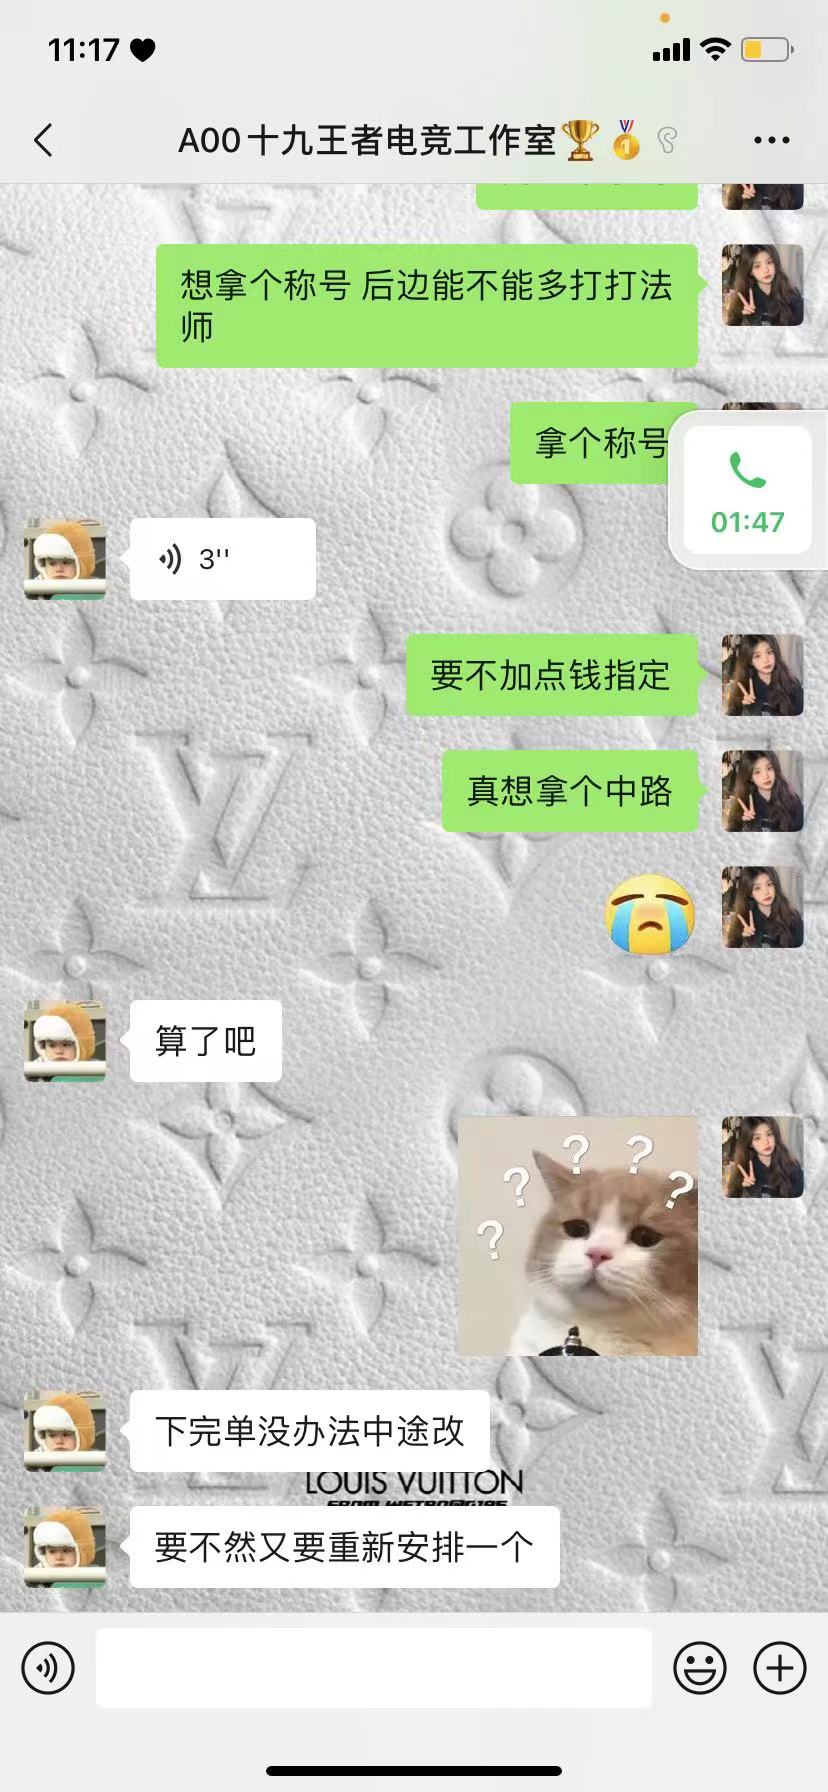 11:17
A00十九王者电竞工作室
想拿个称号 后边能不能多打打法
师
拿个称号
01:47
3''
要不加点钱指定
真想拿个中路
算了吧
? ? ? ? ?
下完单没办法中途改
LOUIS VUITTON
要不然又要重新安排一个